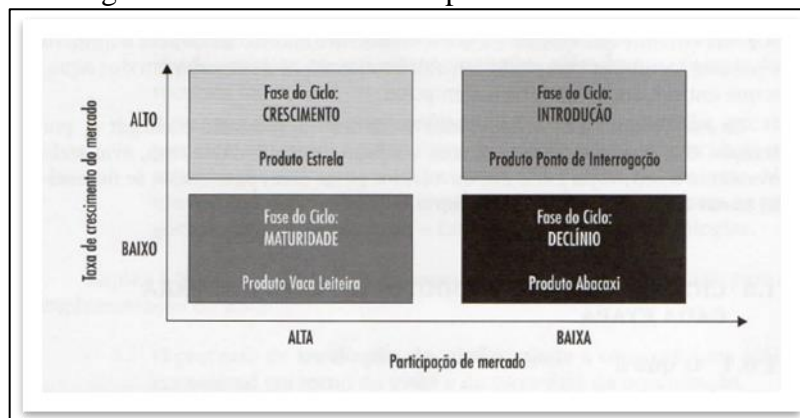 Taxa de crescimento do mercado
ALTO
Fase do Ciclo:
CRESCIMENTO
Produto Estrela
Fase do Ciclo:
INTRODUÇÃO
Produto Ponto de Interrogação
BAIXO
Fase do Ciclo:
MATURIDADE
Produto Vaca Leiteira
Fase do Ciclo:
DECLÍNIO
Produto Abacaxi
ALTA
BAIXA
Participação de mercado